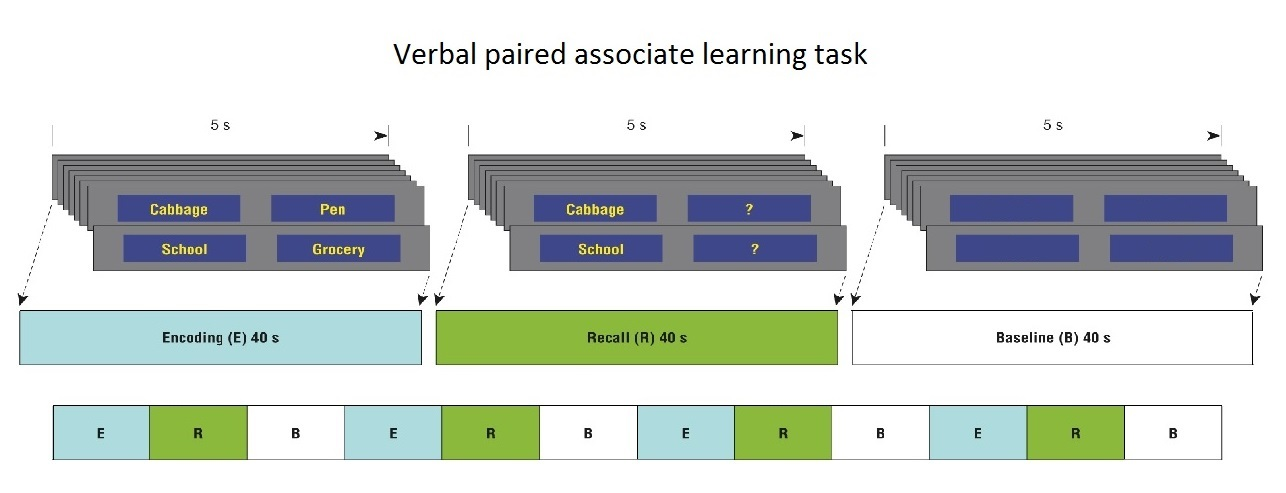 Verbal paired associate learning task
5 s 5 s 5 s
Cabbage Pen Cabbage ?
School Grocery School ?
Encoding (E) 40 s Recall (R) 40 s Baseline (B) 40 s
E R B E R B E R B E R B